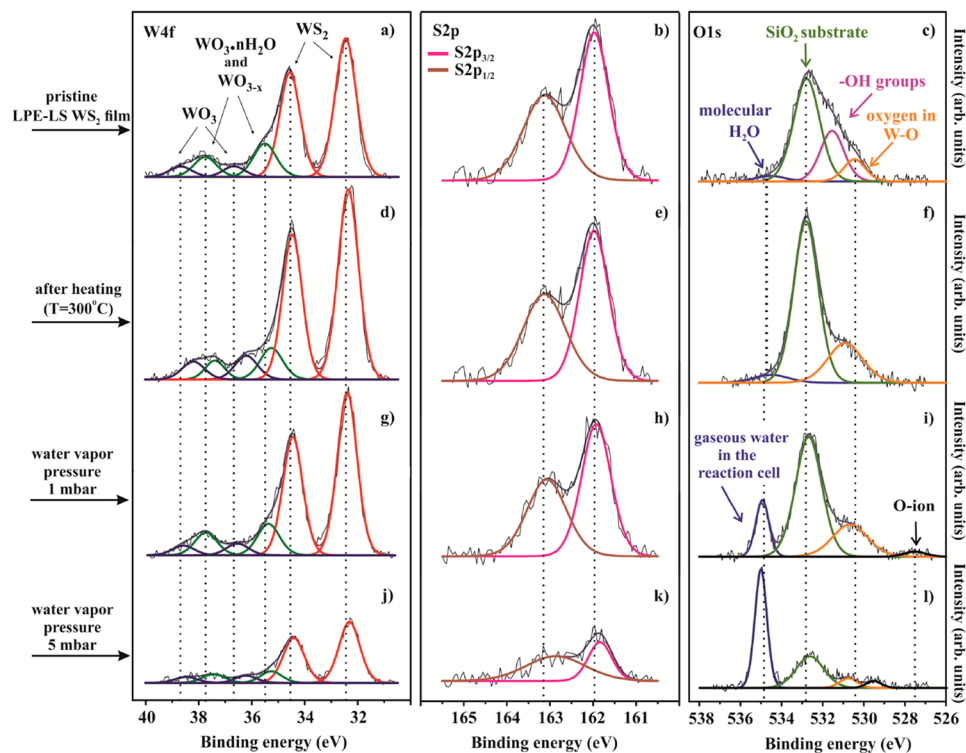 W4f
a)
WO3•nH2O
and
WO3-x
WS2
WO3
S2p
b)
S2p3/2
S2p1/2
O1s
c)
SiO2 substrate
-OH groups
molecular
H2O
oxygen in
W-O
Intensity (arb. units)
pristine
LPE-LS WS2 film
d)
e)
f)
Intensity (arb. units)
after heating
(T=300°C)
g)
h)
i)
gaseous water
in the
reaction cell
O-ion
Intensity (arb. units)
water vapor
pressure
1 mbar
j)
k)
l)
Intensity (arb. units)
water vapor
pressure
5 mbar
40 38 36 34 32
Binding energy (eV)
165 164 163 162 161
Binding energy (eV)
538 536 534 532 530 528 526
Binding energy (eV)